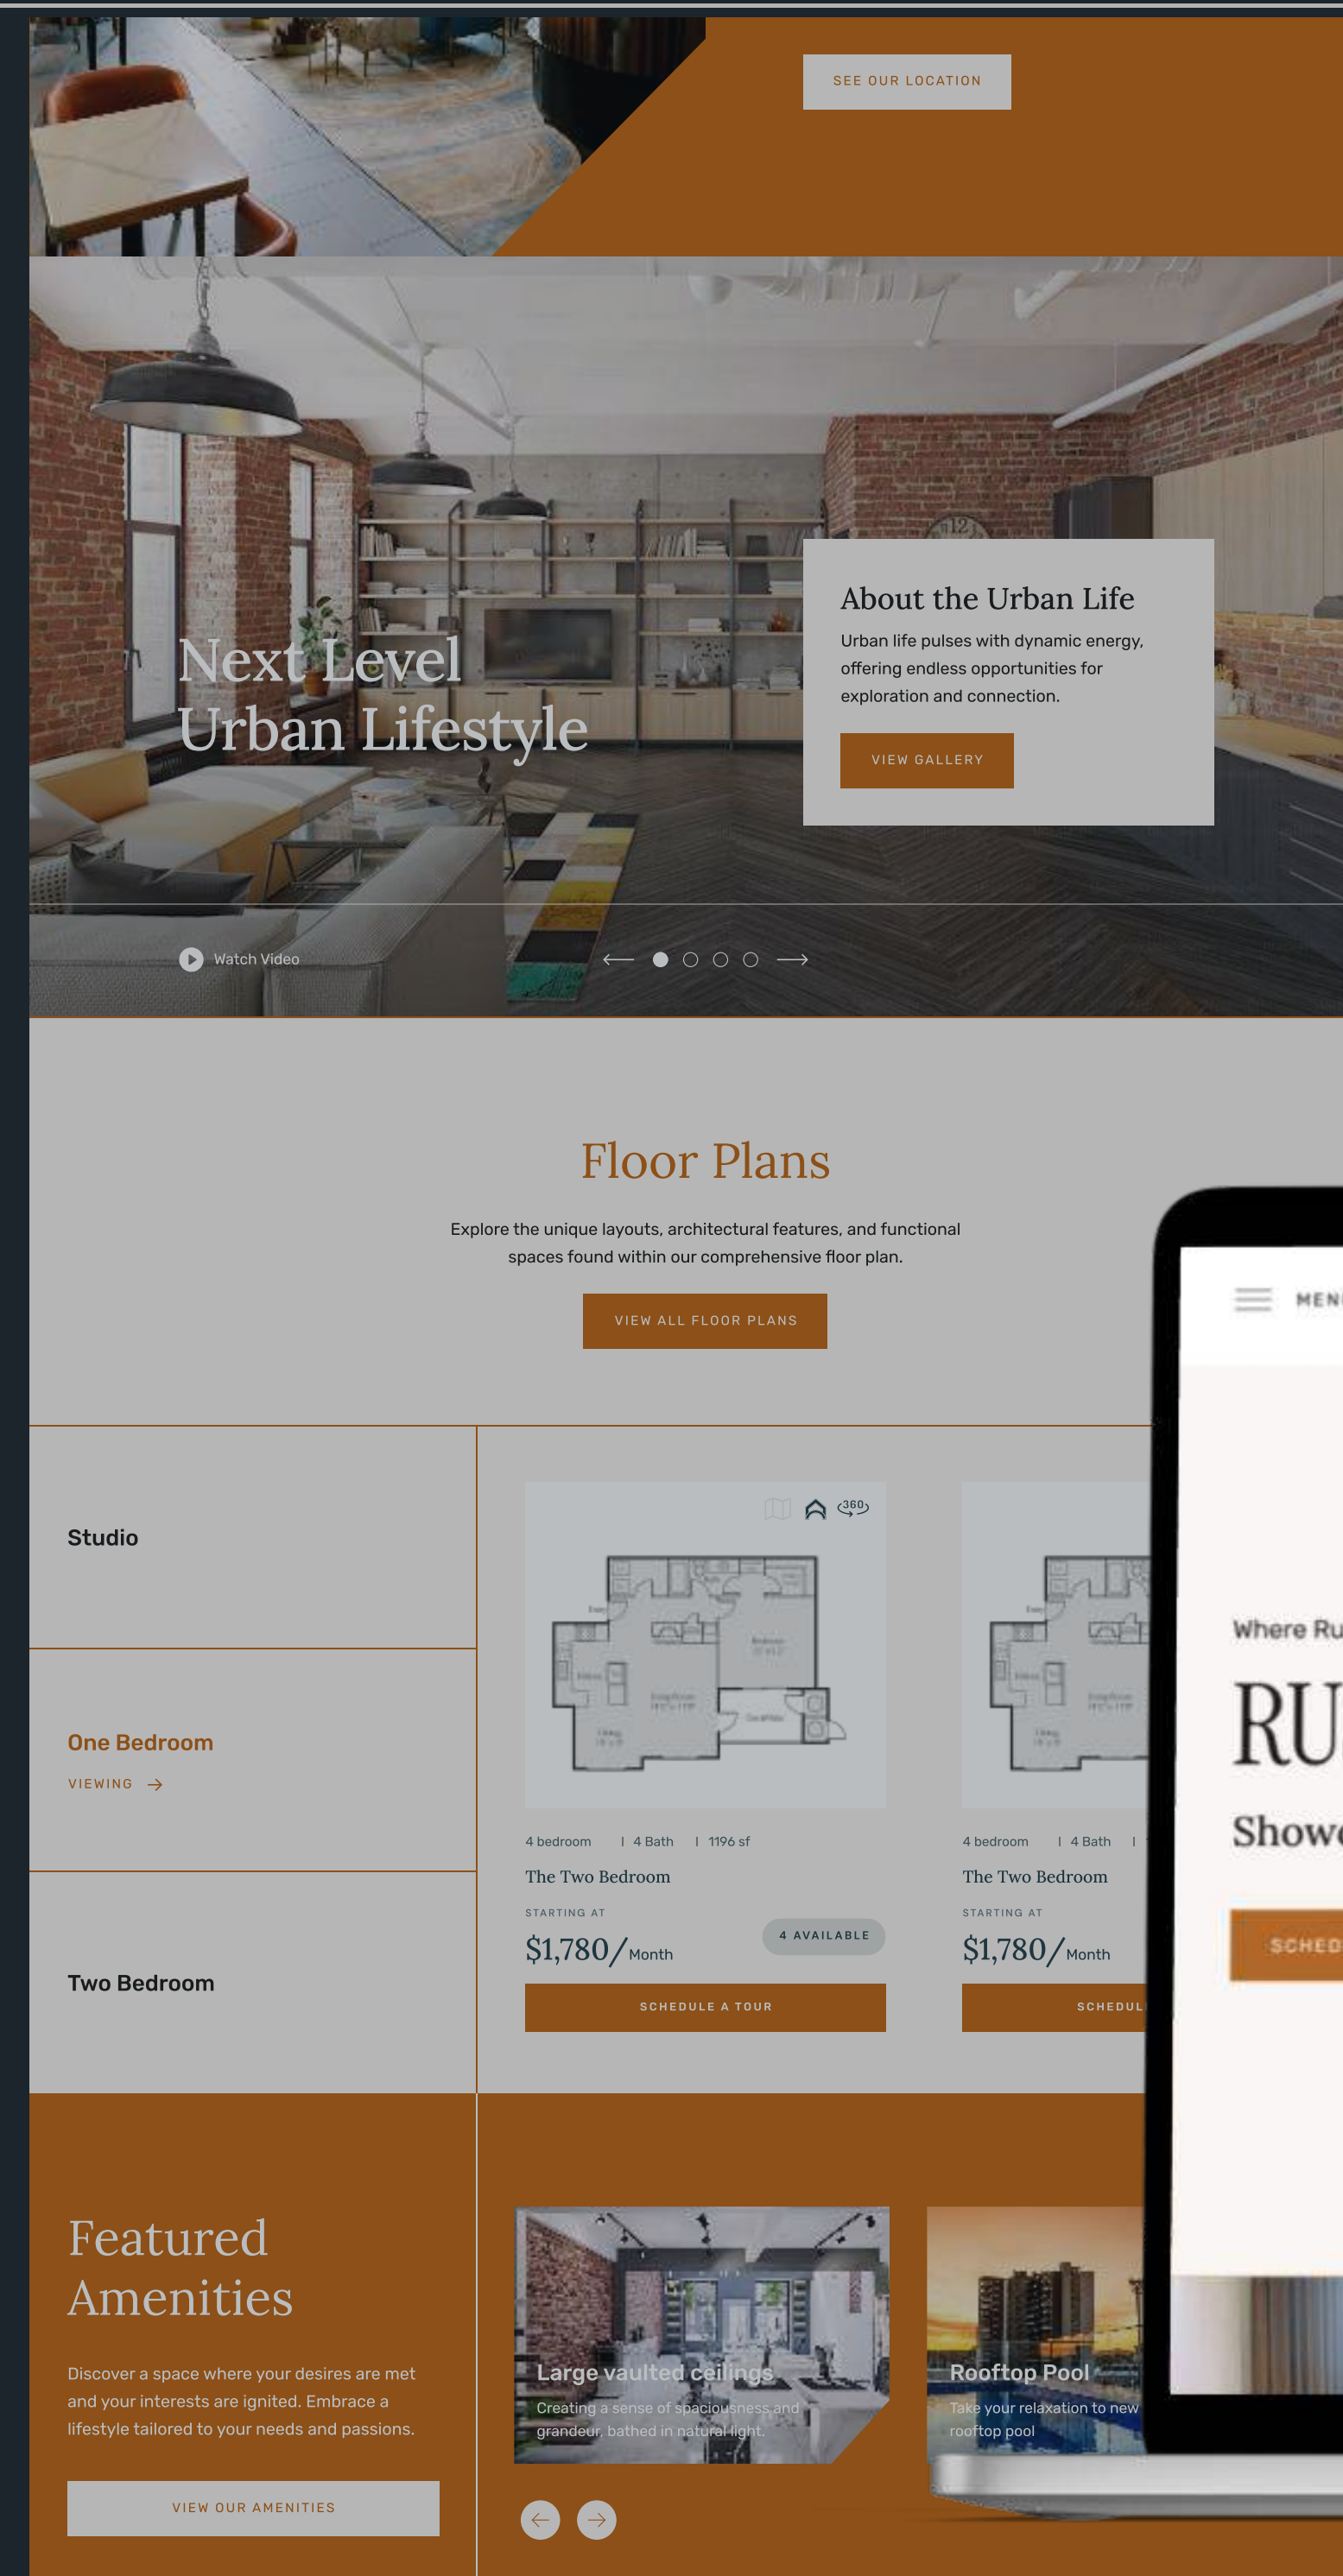 SEE OUR LOCATION
Next Level
Urban Lifestyle
About the Urban Life
Urban life pulses with dynamic energy,
offering endless opportunities for
exploration and connection.
VIEW GALLERY
Watch Video
Floor Plans
Explore the unique layouts, architectural features, and functional
spaces found within our comprehensive floor plan.
VIEW ALL FLOOR PLANS
Studio
One Bedroom
VIEWING
Two Bedroom
360
4 bedroom | 4 Bath | 1196 sf
The Two Bedroom
STARTING AT
$1,780/Month
4 AVAILABLE
SCHEDULE A TOUR
4 bedroom | 4 Bath |
The Two Bedroom
STARTING AT
$1,780/Month
SCHEDUL
MEN
Where Ru
RU
Showc
SCHED
Featured
Amenities
Discover a space where your desires are met
and your interests are ignited. Embrace a
lifestyle tailored to your needs and passions.
VIEW OUR AMENITIES
Large vaulted ceilings
Creating a sense of spaciousness and
grandeur, bathed in natural light.
Rooftop Pool
Take your relaxation to new
rooftop pool